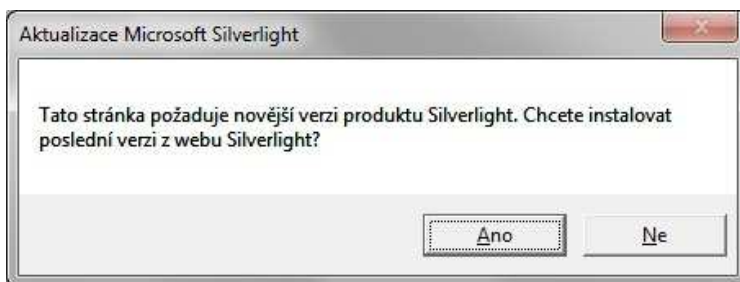 Aktualizace Microsoft Silverlight
Tato stránka požaduje novější verzi produktu Silverlight. Chcete instalovat
poslední verzi z webu Silverlight?
Ano
Ne